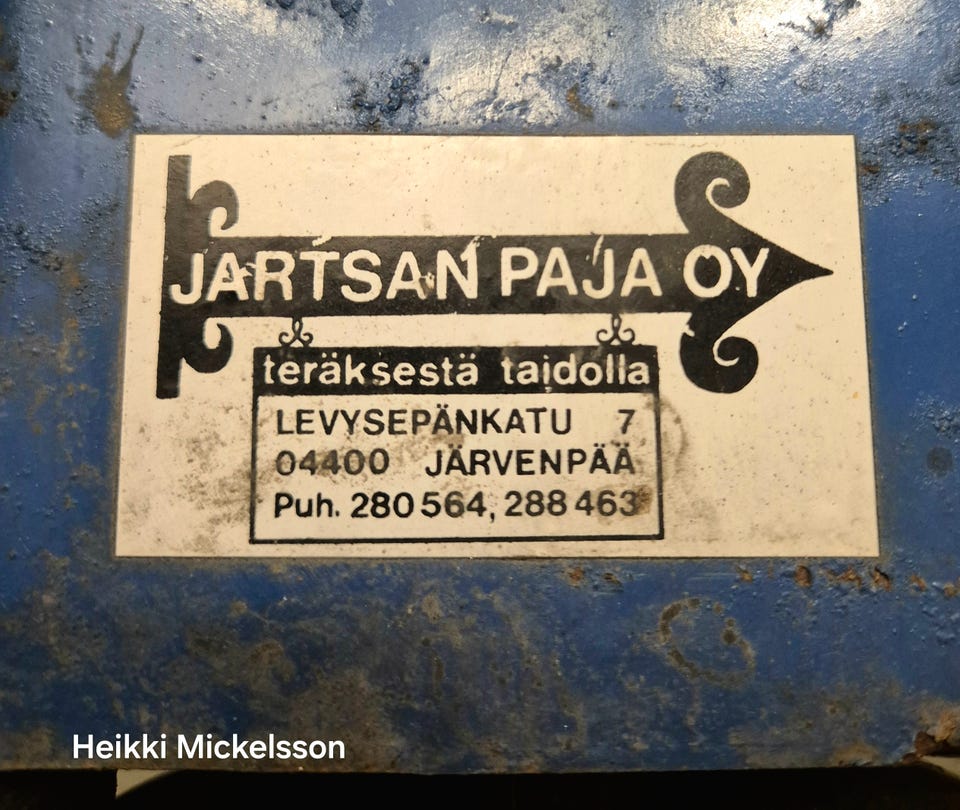 JARTSAN PAJA OY
teräksestä taidolla
LEVYSEPÄNKATU 7
04400 JÄRVENPÄÄ
Puh. 280 564, 288 463
Heikki Mickelsson